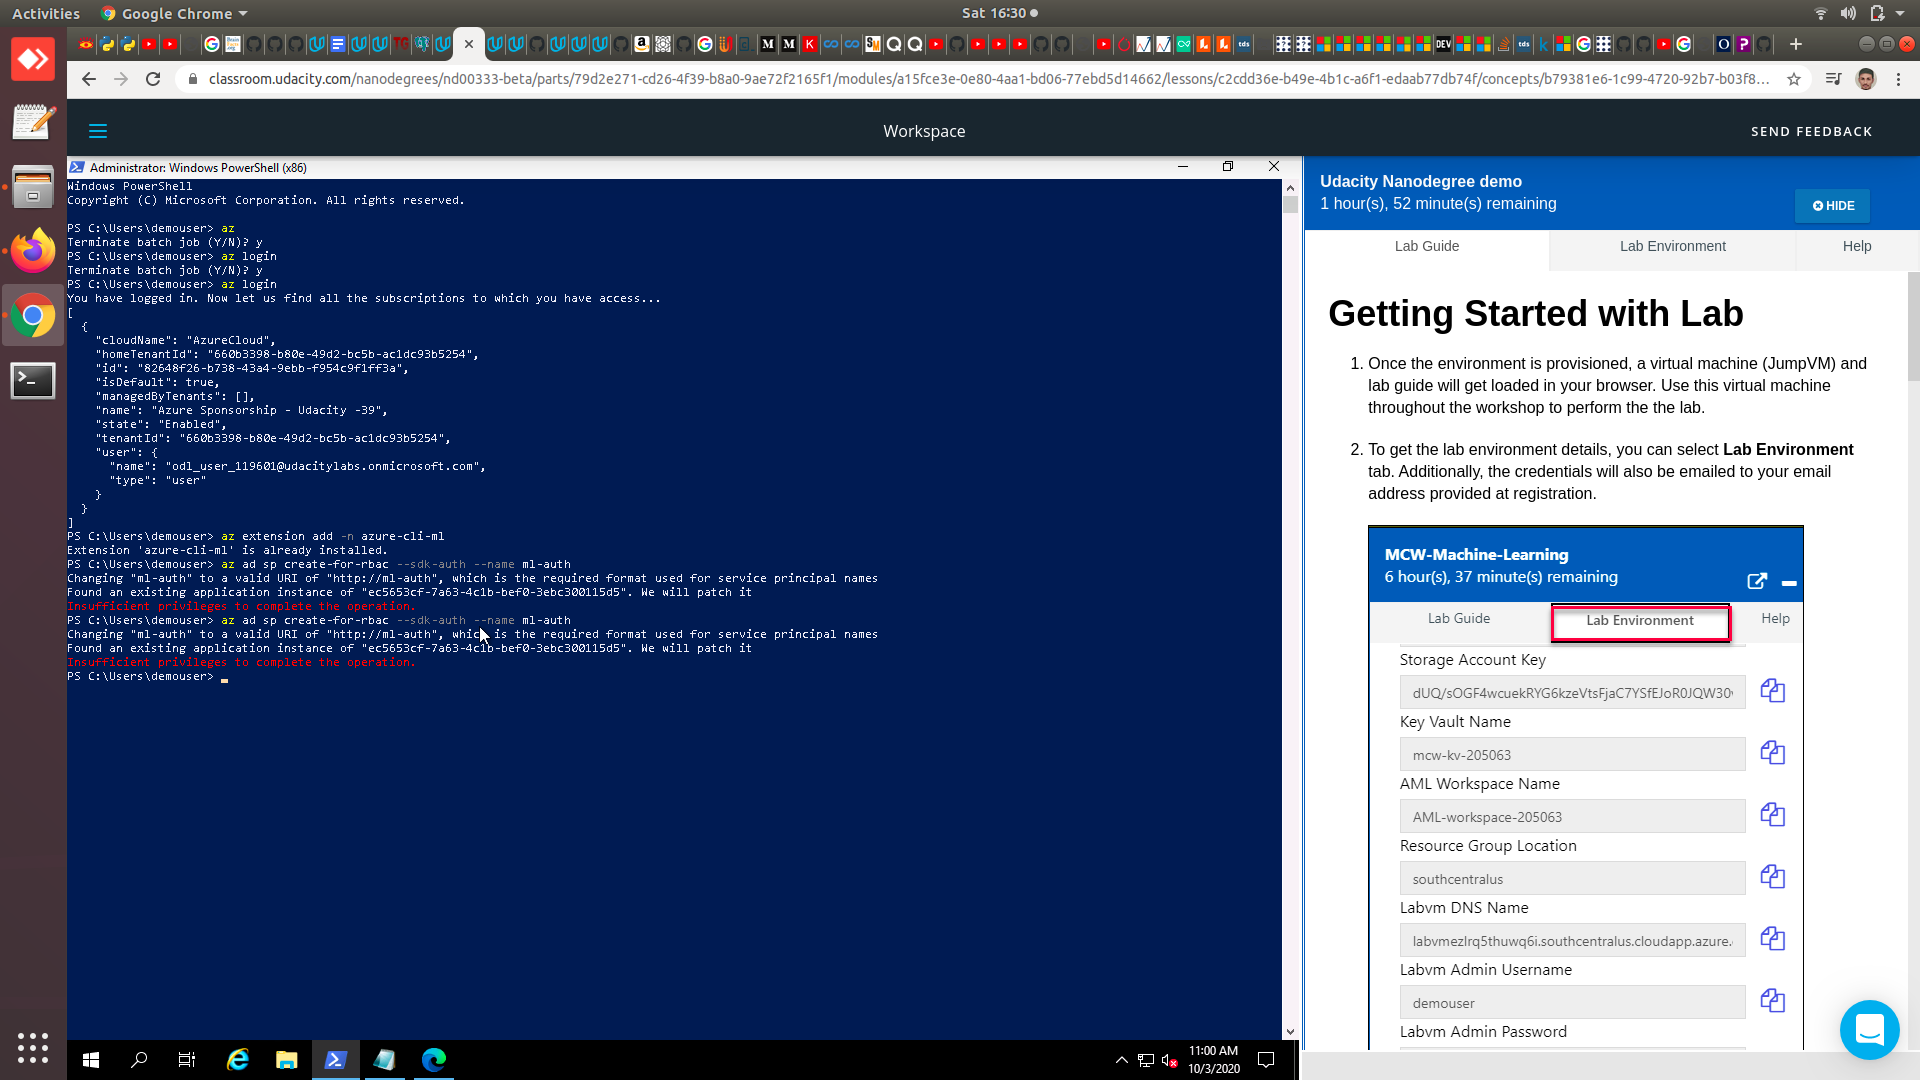 Activities
Google Chrome
Sat 16:30
classroom.udacity.com/nanodegrees/nd00333-beta/parts/79d2e271-cd26-4f39-b8a0-9ae72f2165f1/modules/a15fce3e-0e80-4aa1-bd06-77ebd5d14662/lessons/c2cdd36e-b49e-4b1c-a6f1-edaab77db74f/concepts/b79381e6-1c99-4720-92b7-b03f8...
Workspace
SEND FEEDBACK
Administrator: Windows PowerShell (x86)
Windows PowerShell
Copyright (C) Microsoft Corporation. All rights reserved.
PS C:\Users\demouser> az
Terminate batch job (Y/N)? y
PS C:\Users\demouser> az login
Terminate batch job (Y/N)? y
PS C:\Users\demouser> az login
You have logged in. Now let us find all the subscriptions to which you have access...
[
  {
    "cloudName": "AzureCloud",
    "homeTenantId": "660b3398-b80e-49d2-bc5b-ac1dc93b5254",
    "id": "82648f26-b738-43a4-9ebb-f954c9f1ff3a",
    "isDefault": true,
    "managedByTenants": [],
    "name": "Azure Sponsorship - Udacity -39",
    "state": "Enabled",
    "tenantId": "660b3398-b80e-49d2-bc5b-ac1dc93b5254",
    "user": {
      "name": "odl_user_119601@udacitylabs.onmicrosoft.com",
      "type": "user"
    }
  }
]
PS C:\Users\demouser> az extension add -n azure-cli-ml
Extension 'azure-cli-ml' is already installed.
PS C:\Users\demouser> az ad sp create-for-rbac --sdk-auth --name ml-auth
Changing "ml-auth" to a valid URI of "http://ml-auth", which is the required format used for service principal names
Found an existing application instance of "ec5653cf-7a63-4c1b-bef0-3ebc300115d5". We will patch it
Insufficient privileges to complete the operation.
PS C:\Users\demouser> az ad sp create-for-rbac --sdk-auth --name ml-auth
Changing "ml-auth" to a valid URI of "http://ml-auth", which is the required format used for service principal names
Found an existing application instance of "ec5653cf-7a63-4c1b-bef0-3ebc300115d5". We will patch it
Insufficient privileges to complete the operation.
PS C:\Users\demouser>
11:00 AM
10/3/2020
Udacity Nanodegree demo
1 hour(s), 52 minute(s) remaining
HIDE
Lab Guide
Lab Environment
Help
Getting Started with Lab
1. Once the environment is provisioned, a virtual machine (JumpVM) and
lab guide will get loaded in your browser. Use this virtual machine
throughout the workshop to perform the the lab.
2. To get the lab environment details, you can select Lab Environment
tab. Additionally, the credentials will also be emailed to your email
address provided at registration.
MCW-Machine-Learning
6 hour(s), 37 minute(s) remaining
Lab Guide
Lab Environment
Help
Storage Account Key
dUQ/sOGF4wcuekRYG6kzeVtsFjaC7YSfEJoR0JQW30
Key Vault Name
mcw-kv-205063
AML Workspace Name
AML-workspace-205063
Resource Group Location
southcentralus
Labvm DNS Name
labvmezlrq5thuwq6i.southcentralus.cloudapp.azure.
Labvm Admin Username
demouser
Labvm Admin Password